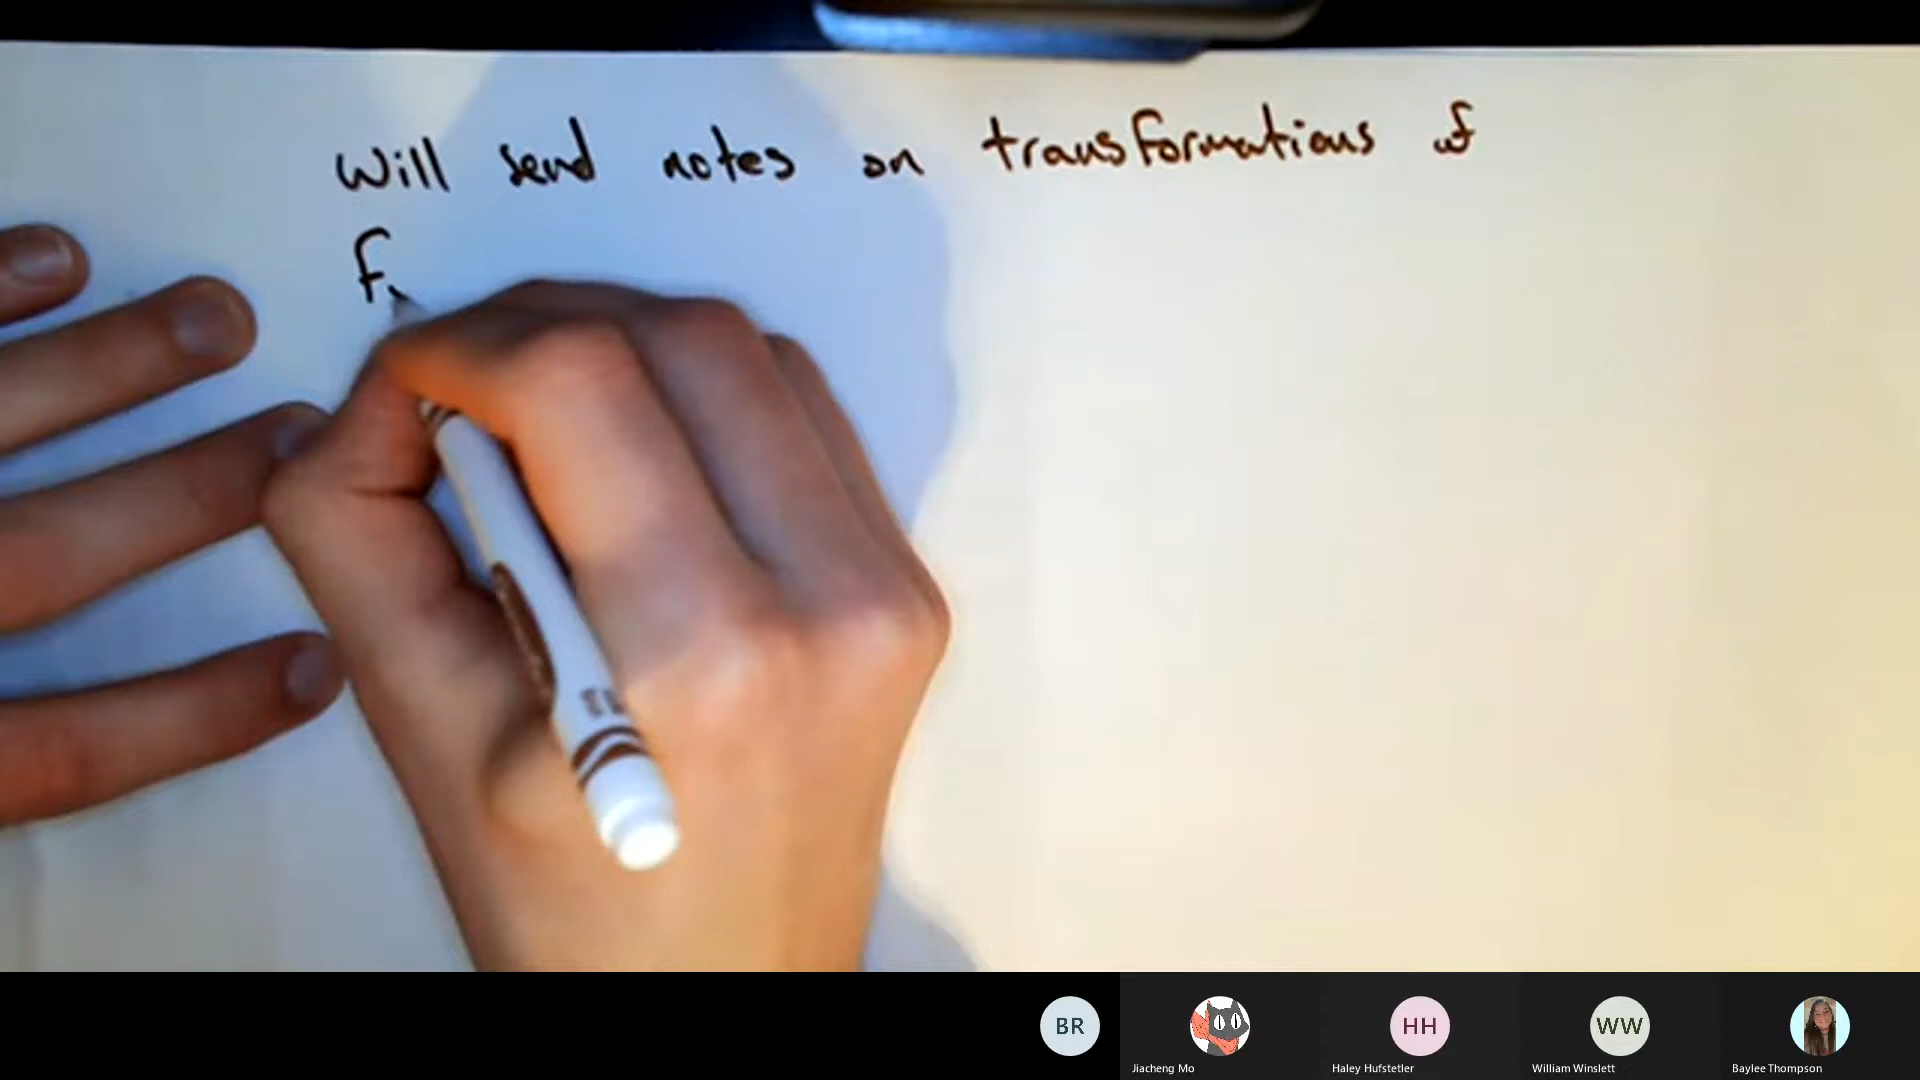 Will send notes on transformations of
f
BR
HH
WW
Jiacheng Mo
Haley Hufstetler
William Winslett
Baylee Thompson